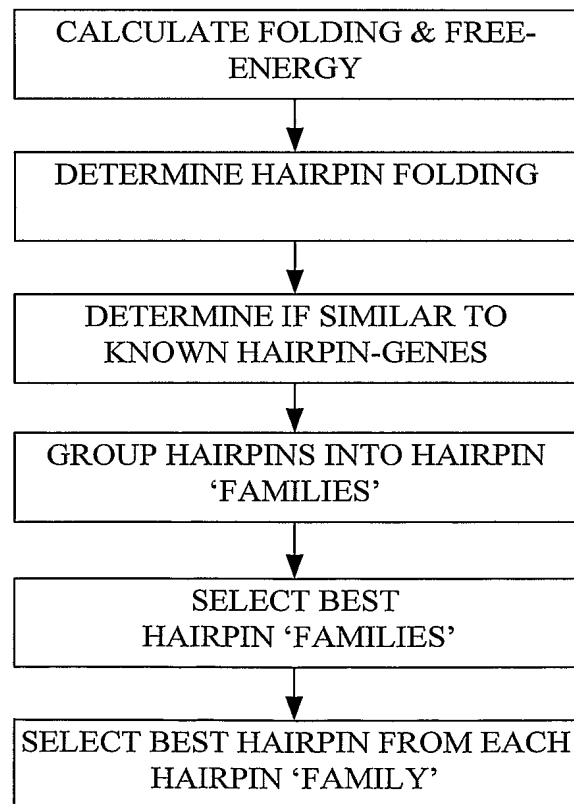 CALCULATE FOLDING & FREE-
ENERGY
DETERMINE HAIRPIN FOLDING
DETERMINE IF SIMILAR TO
KNOWN HAIRPIN-GENES
GROUP HAIRPINS INTO HAIRPIN
‘FAMILIES’
SELECT BEST
HAIRPIN ‘FAMILIES’
SELECT BEST HAIRPIN FROM EACH
HAIRPIN ‘FAMILY’